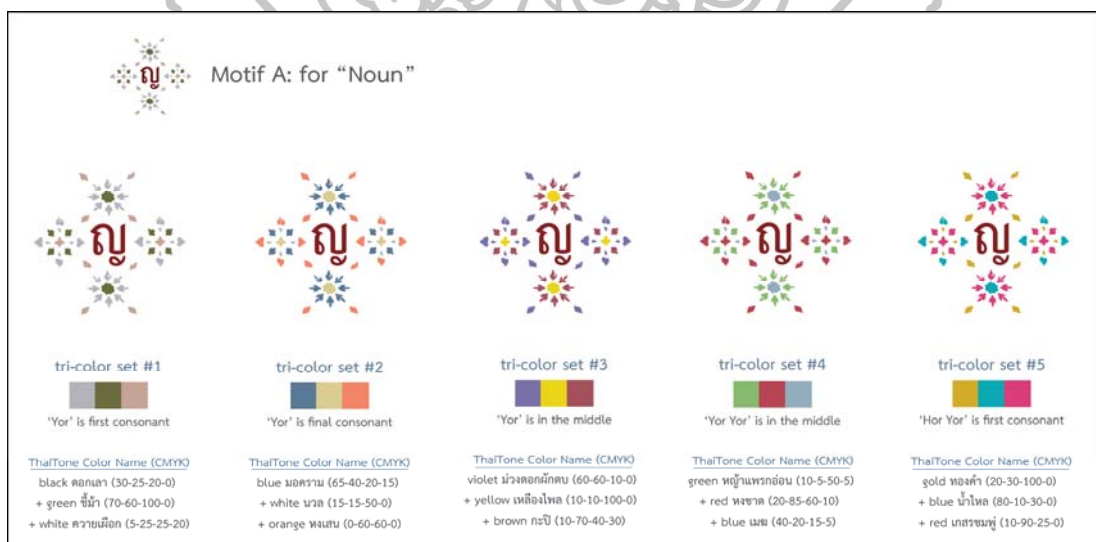 ญ
Motif A: for “Noun”
ญ ญ ญ ญ ญ
tri-color set #1
'Yor' is first consonant
ThaiTone Color Name (CMYK)
black ดอกเลา (30-25-20-0)
+ green ขี้ม้า (70-60-100-0)
+ white ควายเผือก (5-25-25-20)
tri-color set #2
'Yor' is final consonant
ThaiTone Color Name (CMYK)
blue มอคราม (65-40-20-15)
+ white นวล (15-15-50-0)
+ orange หงเสน (0-60-60-0)
tri-color set #3
'Yor' is in the middle
ThaiTone Color Name (CMYK)
violet ม่วงดอกผักตบ (60-60-10-0)
+ yellow เหลืองไพล (10-10-100-0)
+ brown กะปิ (10-70-40-30)
tri-color set #4
'Yor Yor' is in the middle
ThaiTone Color Name (CMYK)
green หญ้าแพรกอ่อน (10-5-50-5)
+ red หงชาด (20-85-60-10)
+ blue เมฆ (40-20-15-5)
tri-color set #5
'Hor Yor' is first consonant
ThaiTone Color Name (CMYK)
gold ทองคำ (20-30-100-0)
+ blue น้ำไหล (80-10-30-0)
+ red เกสรชมพู่ (10-90-25-0)